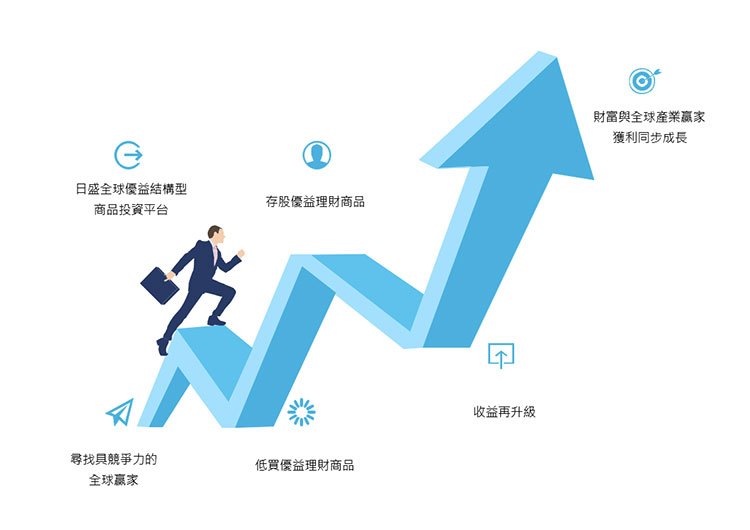 財富與全球產業贏家
獲利同步成長
日盛全球優益結構型
商品投資平台
存股優益理財商品
收益再升級
尋找具競爭力的
全球贏家
低買優益理財商品